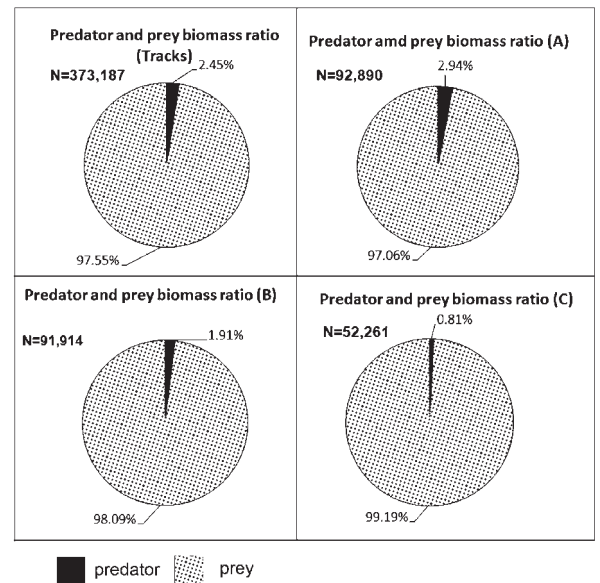 Predator and prey biomass ratio
(Tracks)
N=373,187
2.45%
97.55%
Predator amd prey biomass ratio (A)
N=92,890
2.94%
97.06%
Predator and prey biomass ratio (B)
N=91,914
1.91%
98.09%
Predator and prey biomass ratio (C)
N=52,261
0.81%
99.19%
predator prey